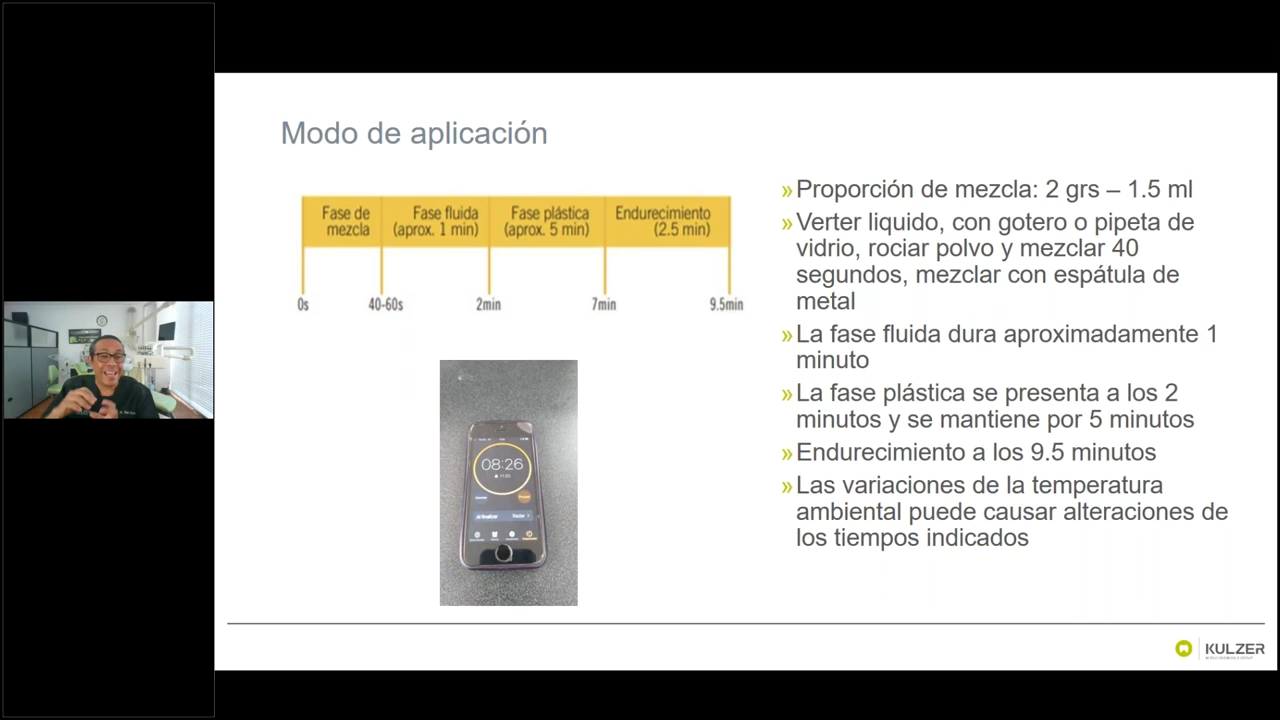 Modo de aplicación
Fase de
mezcla
Fase fluida
(aprox. 1 min)
Fase plástica
(aprox. 5 min)
Endurecimiento
(2.5 min)
0s
40-60s
2min
7min
9.5min
08:26
» Proporción de mezcla: 2 grs – 1.5 ml
» Verter liquido, con gotero o pipeta de
vidrio, rociar polvo y mezclar 40
segundos, mezclar con espátula de
metal
» La fase fluida dura aproximadamente 1
minuto
» La fase plástica se presenta a los 2
minutos y se mantiene por 5 minutos
» Endurecimiento a los 9.5 minutos
» Las variaciones de la temperatura
ambiental puede causar alteraciones de
los tiempos indicados
KULZER